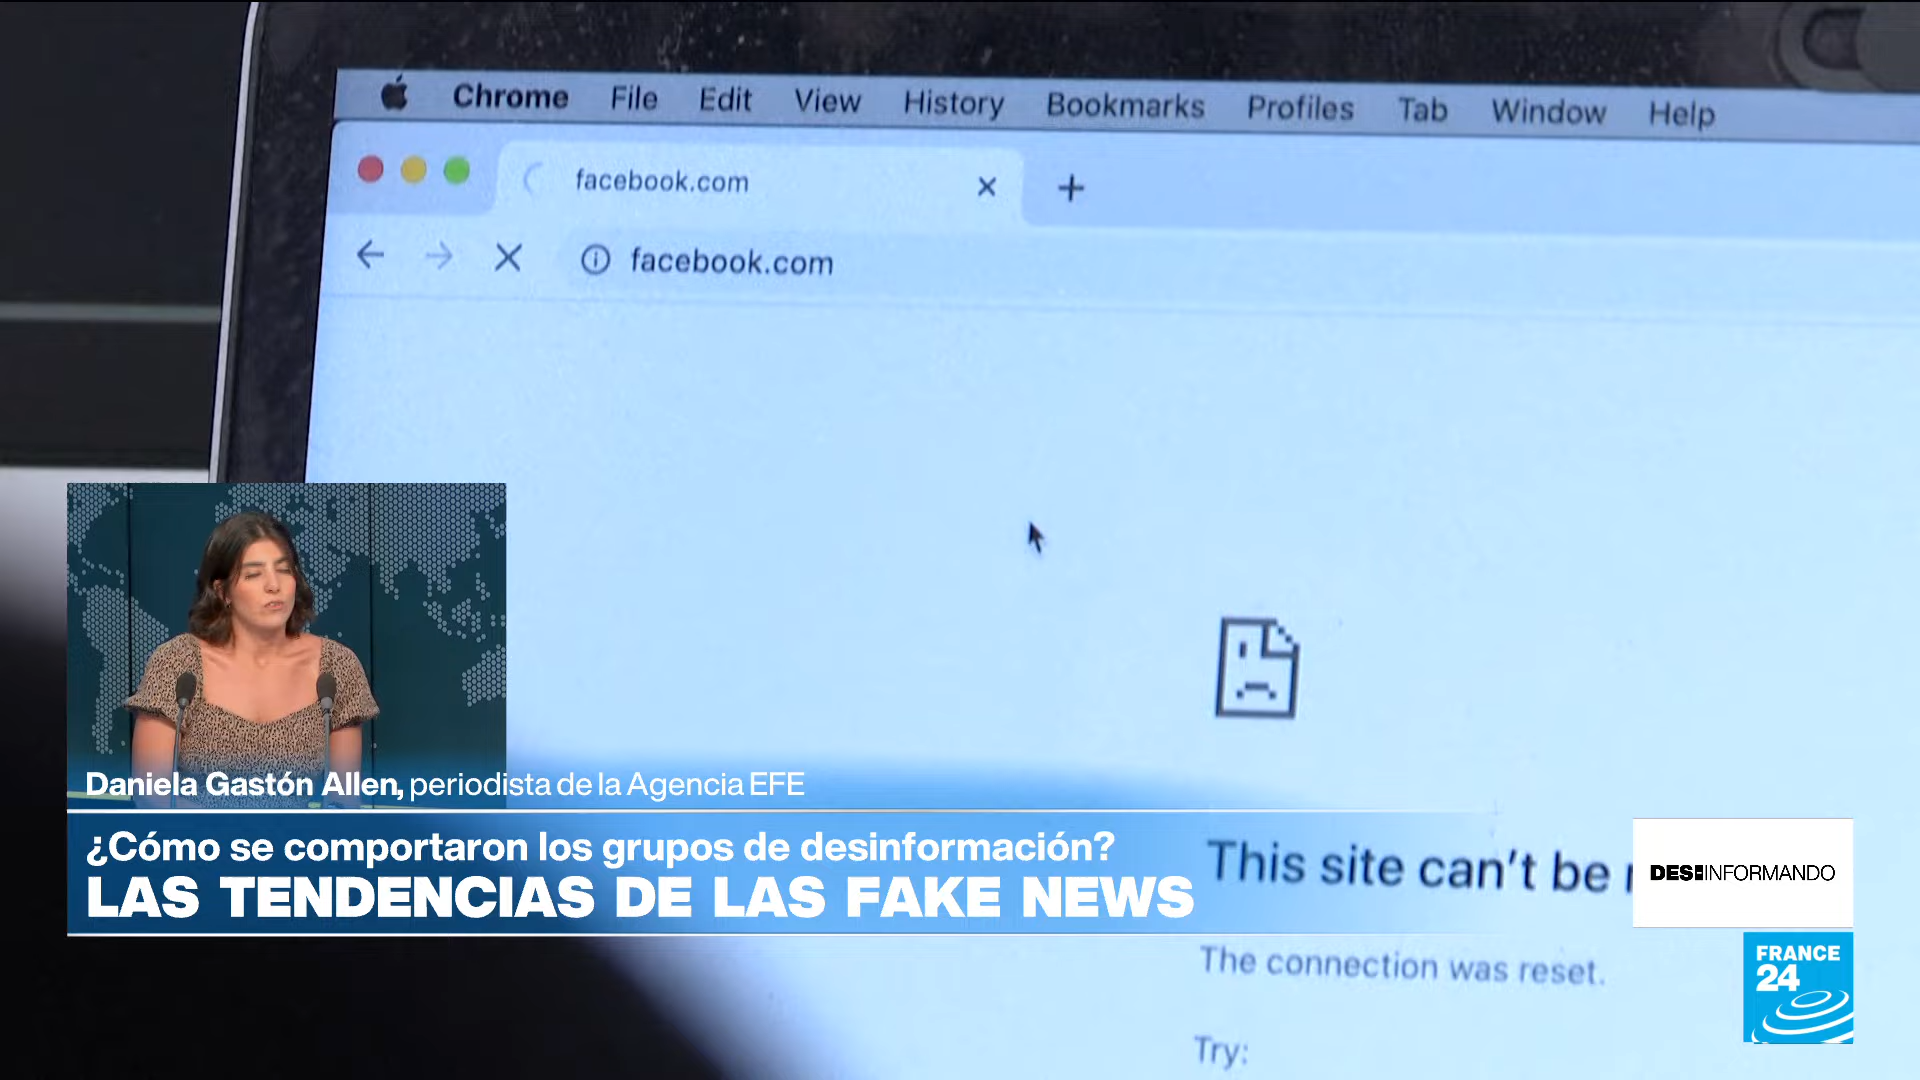 Chrome File Edit View History Bookmarks Profiles Tab Window Help
facebook.com
facebook.com
Daniela Gastón Allen, periodista de la Agencia EFE
¿Cómo se comportaron los grupos de desinformación?
LAS TENDENCIAS DE LAS FAKE NEWS
This site can't be
DESINFORMANDO
The connection was reset.
FRANCE
24
Try: